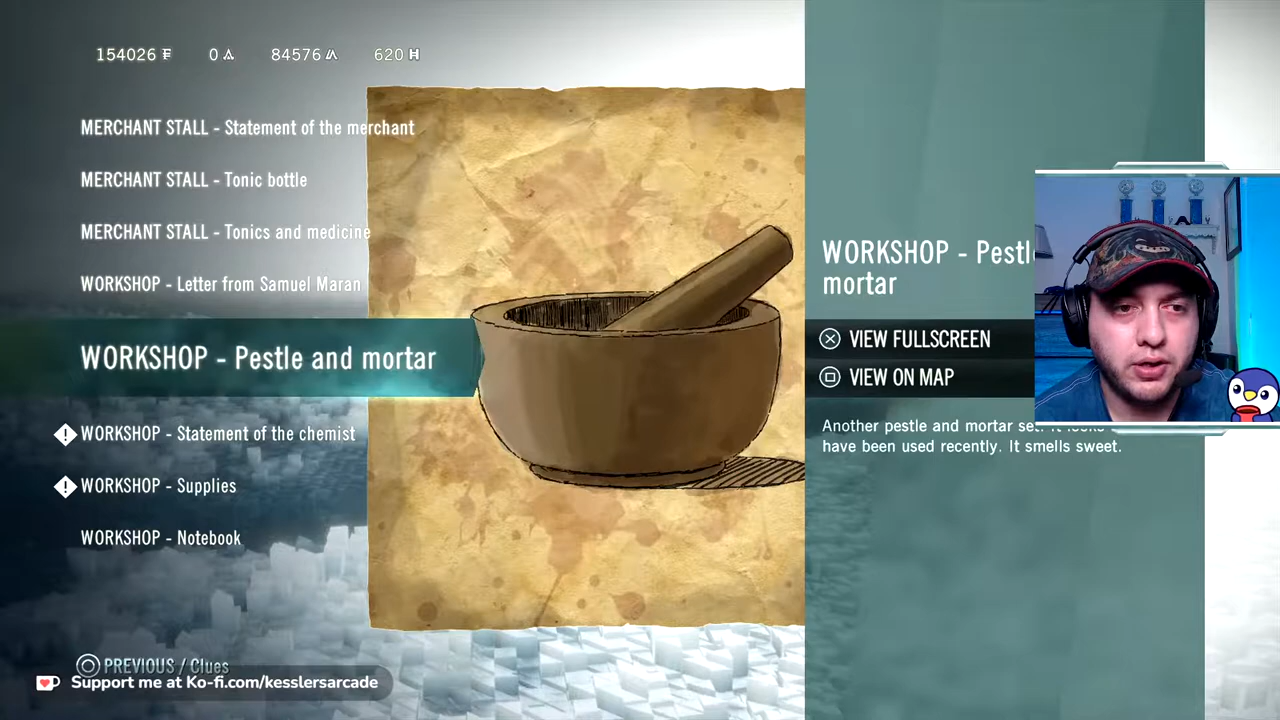 154026 ₣ 0 84576 620
MERCHANT STALL - Statement of the merchant
MERCHANT STALL - Tonic bottle
MERCHANT STALL - Tonics and medicine
WORKSHOP - Letter from Samuel Maran
WORKSHOP - Pestle and mortar
WORKSHOP - Statement of the chemist
WORKSHOP - Supplies
WORKSHOP - Notebook
PREVIOUS / Clues
Support me at Ko-fi.com/kesslersarcade
WORKSHOP - Pestl
mortar
VIEW FULLSCREEN
VIEW ON MAP
Another pestle and mortar set. It looks
have been used recently. It smells sweet.